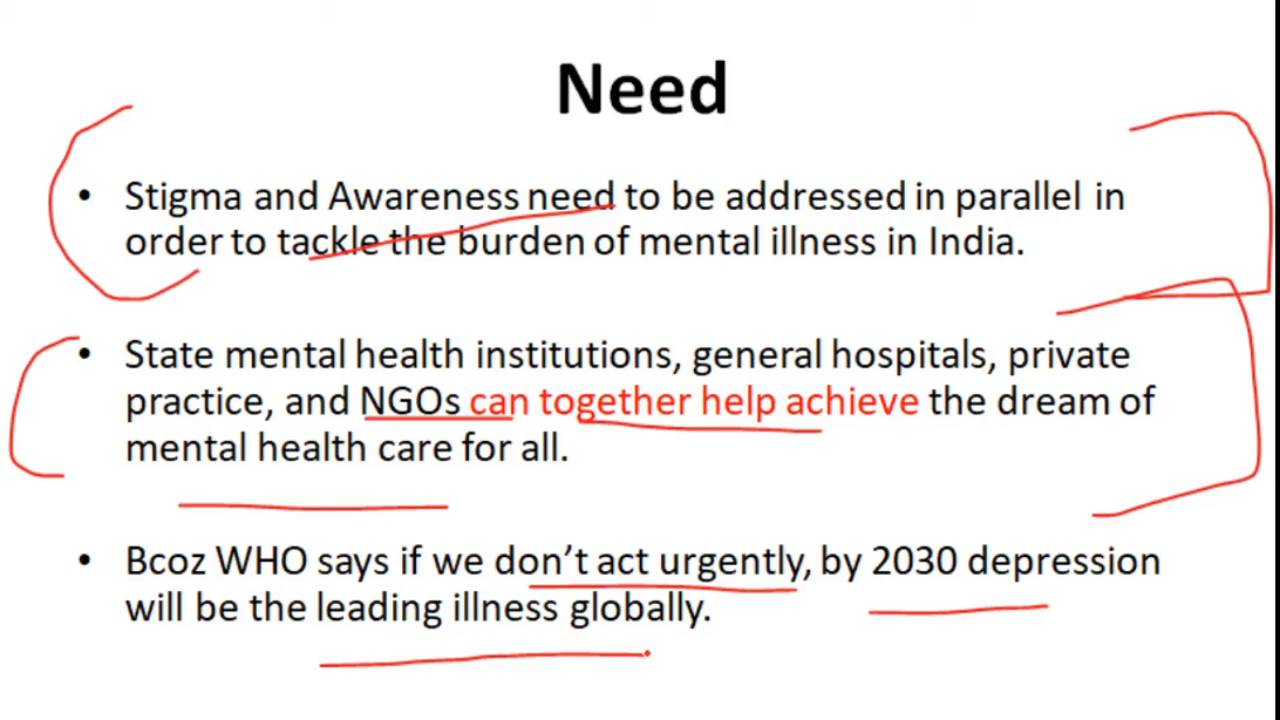 Need
• Stigma and Awareness need to be addressed in parallel in
order to tackle the burden of mental illness in India.
• State mental health institutions, general hospitals, private
practice, and NGOs can together help achieve the dream of
mental health care for all.
• Bcoz WHO says if we don’t act urgently, by 2030 depression
will be the leading illness globally.